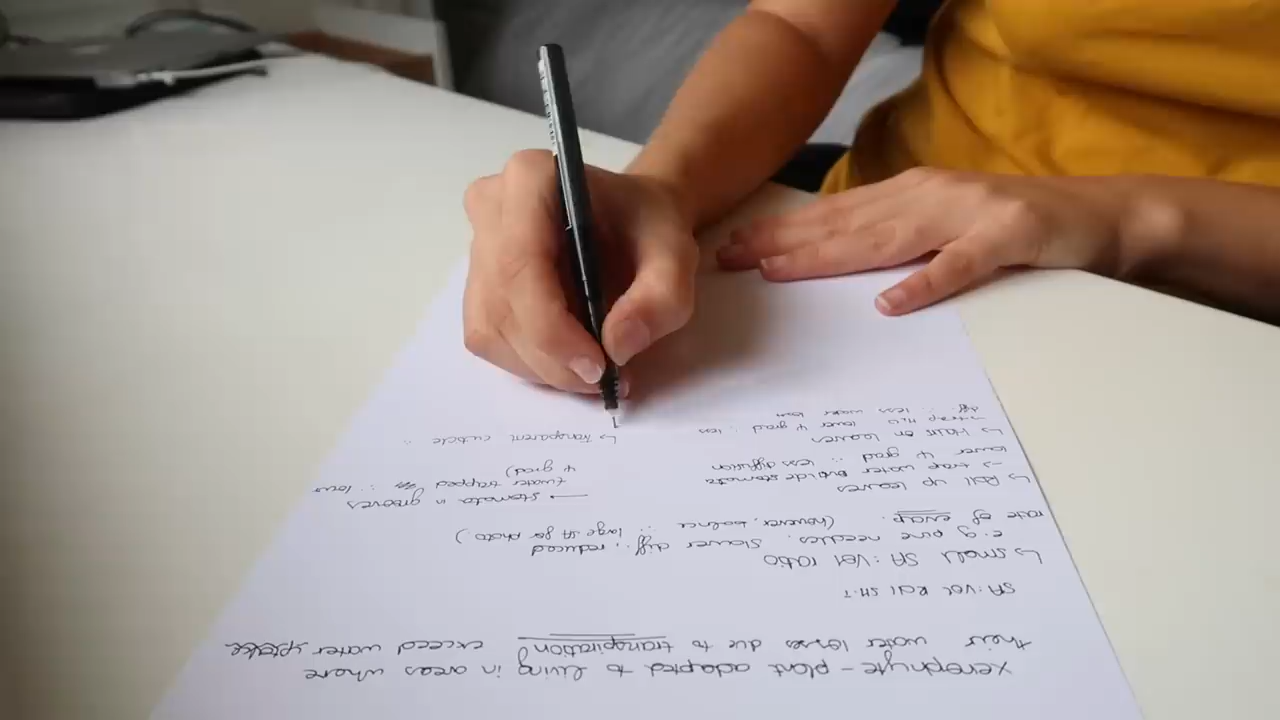 xerophyte - plant adapted to living in areas where
their water losses due to transpiration exceed water uptake.
SA:Vol
↳ small SA: Vol ratio
e.g pine needles. Slower diff ∴ reduced
rate of evap. (however, balance ∴ large SA for photo)
↳ Roll up leaves
→ trap water outside stomata
lower ψ grad ∴ less diffusion
↳ Hairs on leaves
→ trap H₂O lower ψ grad ∴ less
diff ∴ less water loss
→ stomata in grooves
(water trapped ∴ lower
ψ grad)
↳ Transparent cuticle ∴